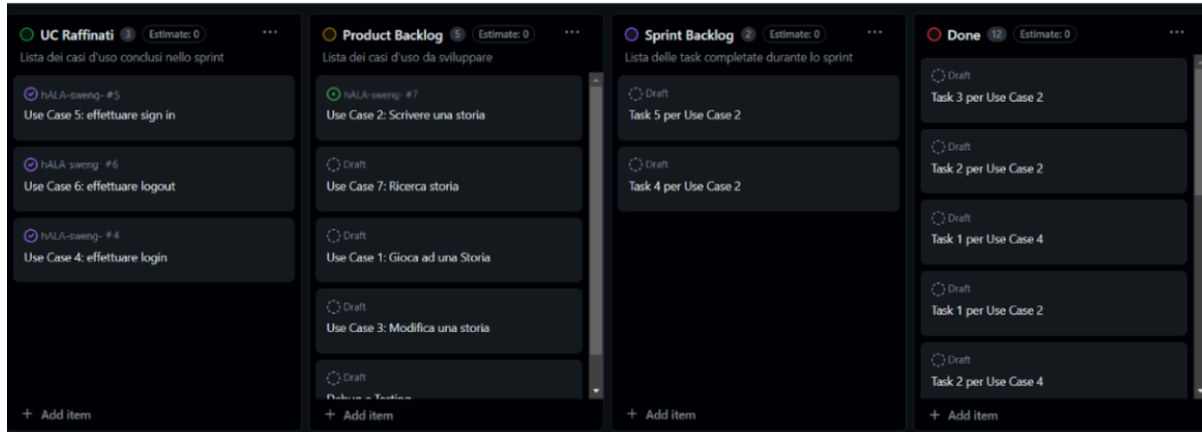 UC Raffinati 3 Estimate: 0 ...
Lista dei casi d'uso conclusi nello sprint
hALA-sweng- #5
Use Case 5: effettuare sign in
hALA-sweng- #6
Use Case 6: effettuare logout
hALA-sweng- #4
Use Case 4: effettuare login
+ Add item
Product Backlog 5 Estimate: 0 ...
Lista dei casi d'uso da sviluppare
hALA-sweng- #7
Use Case 2: Scrivere una storia
Draft
Use Case 7: Ricerca storia
Draft
Use Case 1: Gioca ad una Storia
Draft
Use Case 3: Modifica una storia
Draft
Debug e Testing
+ Add item
Sprint Backlog 2 Estimate: 0 ...
Lista delle task completate durante lo sprint
Draft
Task 5 per Use Case 2
Draft
Task 4 per Use Case 2
+ Add item
Done 12 Estimate: 0 ...
Draft
Task 3 per Use Case 2
Draft
Task 2 per Use Case 2
Draft
Task 1 per Use Case 4
Draft
Task 1 per Use Case 2
Draft
Task 2 per Use Case 4
+ Add item